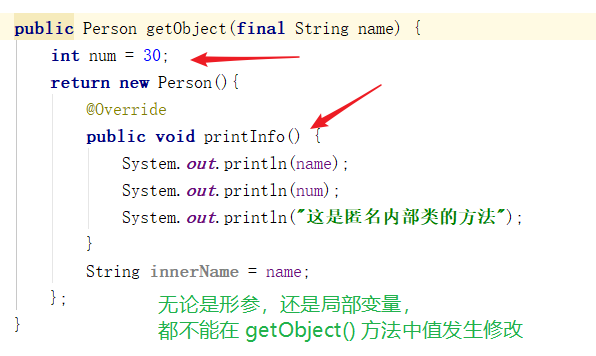 public Person getObject(final String name) {
int num = 30;
return new Person(){
@Override
public void printInfo() {
System.out.println(name);
System.out.println(num);
System.out.println("这是匿名内部类的方法");
}
String innerName = name;
};
无论是形参，还是局部变量，
都不能在 getObject() 方法中值发生修改
}